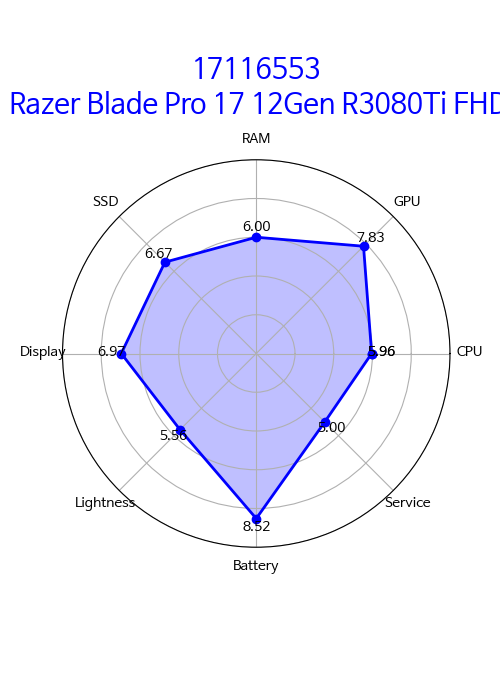 17116553
Razer Blade Pro 17 12Gen R3080Ti FHD
RAM
SSD
GPU
6.00
7.83
6.67
Display
6.97
5.96
CPU
5.56
5.00
Lightness
Service
8.52
Battery